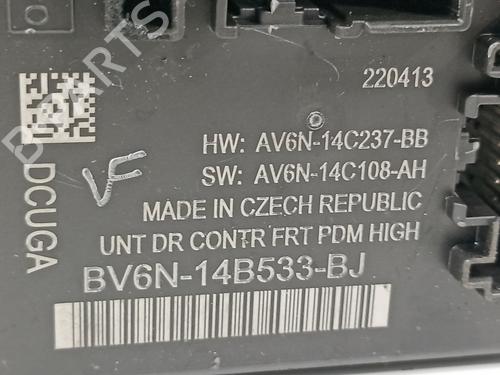 220413
HW: AV6N-14C237-BB
SW: AV6N-14C108-AH
MADE IN CZECH REPUBLIC
UNT DR CONTR FRT PDM HIGH
BV6N-14B533-BJ
DCUGA
VF